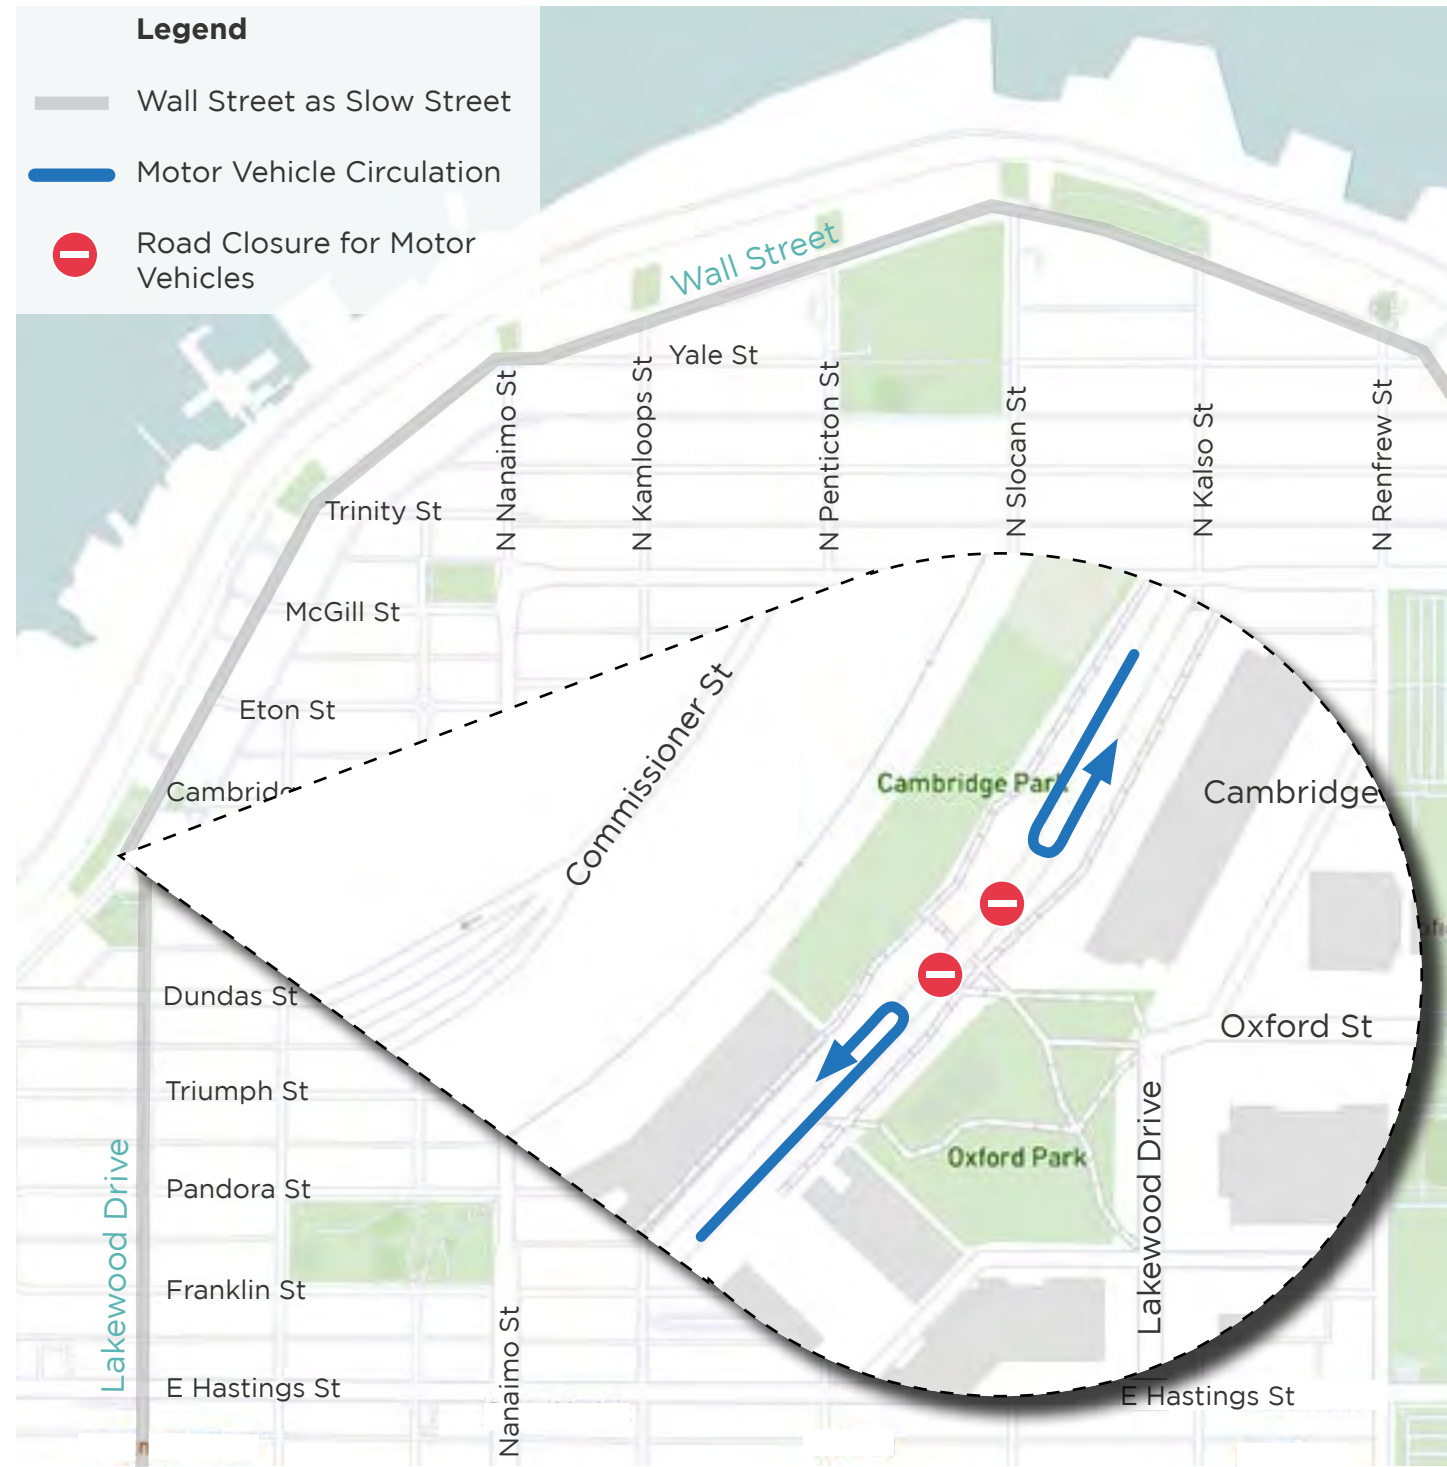 Legend
Wall Street as Slow Street
Motor Vehicle Circulation
Road Closure for Motor
Vehicles
Wall Street
Yale St
N Nanaimo St
N Kamloops St
N Penticton St
N Slocan St
N Kalso St
N Renfrew St
Trinity St
McGill St
Eton St
Commissioner St
Cambridge Park
Cambridge
Dundas St
Oxford St
Triumph St
Lakewood Drive
Oxford Park
Pandora St
Lakewood Drive
Franklin St
Nanaimo St
E Hastings St
E Hastings St